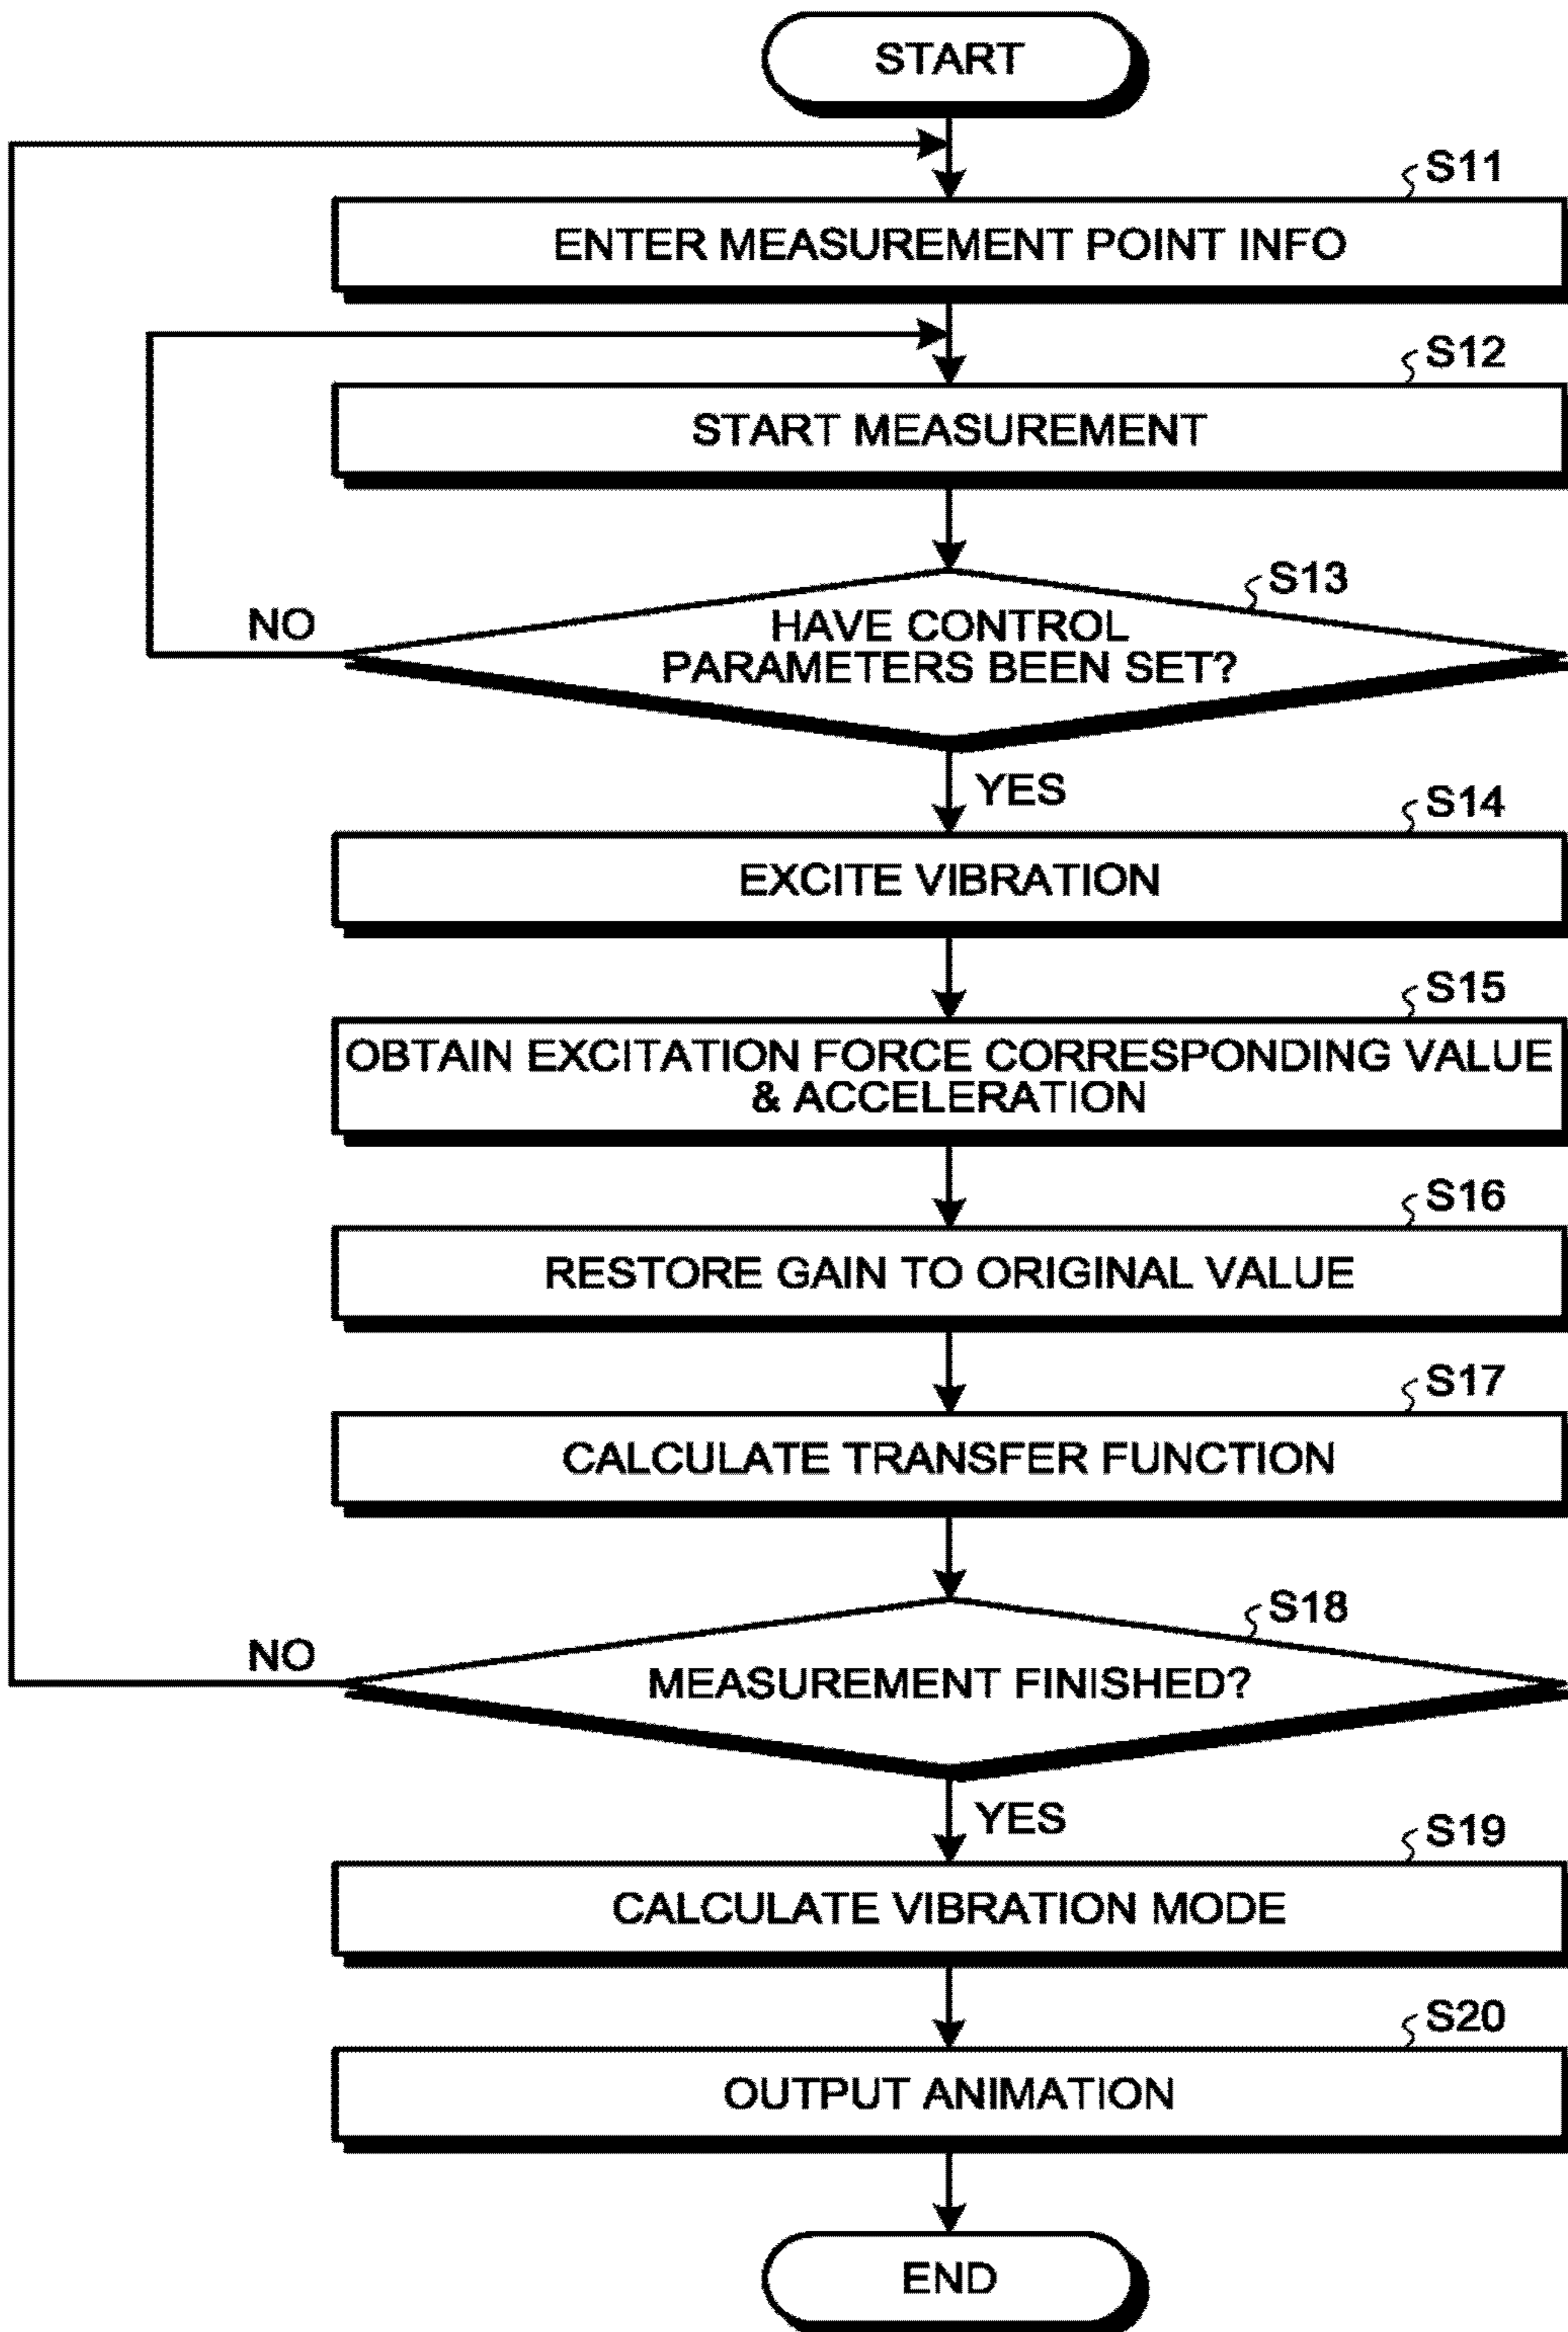 START
S11
ENTER MEASUREMENT POINT INFO
S12
START MEASUREMENT
S13
HAVE CONTROL
PARAMETERS BEEN SET?
NO
YES
S14
EXCITE VIBRATION
S15
OBTAIN EXCITATION FORCE CORRESPONDING VALUE
& ACCELERATION
S16
RESTORE GAIN TO ORIGINAL VALUE
S17
CALCULATE TRANSFER FUNCTION
S18
MEASUREMENT FINISHED?
NO
YES
S19
CALCULATE VIBRATION MODE
S20
OUTPUT ANIMATION
END